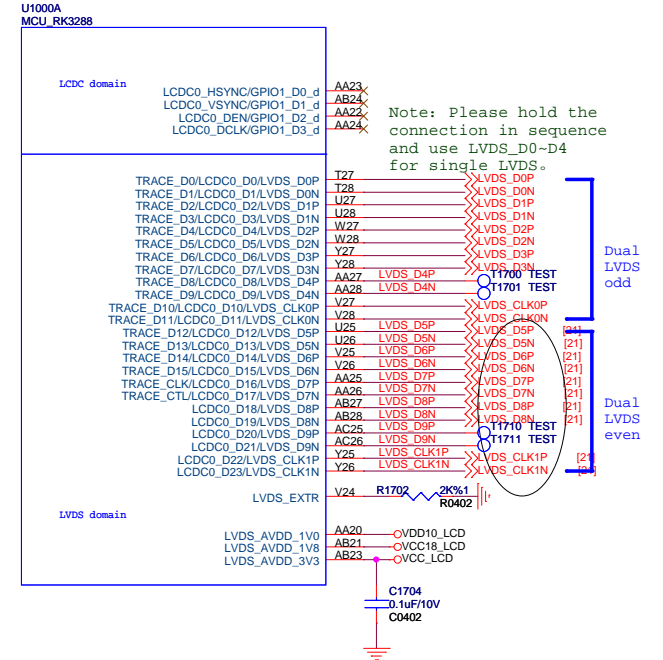 U1000A
MCU_RK3288
LCDC domain
LCDC0_HSYNC/GPIO1_D0_d AA23
LCDC0_VSYNC/GPIO1_D1_d AB24
LCDC0_DEN/GPIO1_D2_d AA22
LCDC0_DCLK/GPIO1_D3_d AA24
Note: Please hold the
connection in sequence
and use LVDS_D0~D4
for single LVDS。
TRACE_D0/LCDC0_D0/LVDS_D0P T27 LVDS_D0P
TRACE_D1/LCDC0_D1/LVDS_D0N T28 LVDS_D0N
TRACE_D2/LCDC0_D2/LVDS_D1P U27 LVDS_D1P
TRACE_D3/LCDC0_D3/LVDS_D1N U28 LVDS_D1N
TRACE_D4/LCDC0_D4/LVDS_D2P W27 LVDS_D2P
TRACE_D5/LCDC0_D5/LVDS_D2N W28 LVDS_D2N
TRACE_D6/LCDC0_D6/LVDS_D3P Y27 LVDS_D3P
TRACE_D7/LCDC0_D7/LVDS_D3N Y28 LVDS_D3N
TRACE_D8/LCDC0_D8/LVDS_D4P AA27 LVDS_D4P T1700 TEST
TRACE_D9/LCDC0_D9/LVDS_D4N AA28 LVDS_D4N T1701 TEST
TRACE_D10/LCDC0_D10/LVDS_CLK0P V27 LVDS_CLK0P
TRACE_D11/LCDC0_D11/LVDS_CLK0N V28 LVDS_CLK0N
Dual
LVDS
odd
TRACE_D12/LCDC0_D12/LVDS_D5P U25 LVDS_D5P LVDS_D5P [21]
TRACE_D13/LCDC0_D13/LVDS_D5N U26 LVDS_D5N LVDS_D5N [21]
TRACE_D14/LCDC0_D14/LVDS_D6P V25 LVDS_D6P LVDS_D6P [21]
TRACE_D15/LCDC0_D15/LVDS_D6N V26 LVDS_D6N LVDS_D6N [21]
TRACE_CLK/LCDC0_D16/LVDS_D7P AA25 LVDS_D7P LVDS_D7P [21]
TRACE_CTL/LCDC0_D17/LVDS_D7N AA26 LVDS_D7N LVDS_D7N [21]
LCDC0_D18/LVDS_D8P AB27 LVDS_D8P LVDS_D8P [21]
LCDC0_D19/LVDS_D8N AB28 LVDS_D8N LVDS_D8N [21]
LCDC0_D20/LVDS_D9P AC25 LVDS_D9P T1710 TEST
LCDC0_D21/LVDS_D9N AC26 LVDS_D9N T1711 TEST
LCDC0_D22/LVDS_CLK1P Y25 LVDS_CLK1P LVDS_CLK1P [21]
LCDC0_D23/LVDS_CLK1N Y26 LVDS_CLK1N LVDS_CLK1N [21]
Dual
LVDS
even
LVDS_EXTR V24 R1702 2K%1
R0402
LVDS domain
LVDS_AVDD_1V0 AA20 VDD10_LCD
LVDS_AVDD_1V8 AB21 VCC18_LCD
LVDS_AVDD_3V3 AB23 VCC_LCD
C1704
0.1uF/10V
C0402